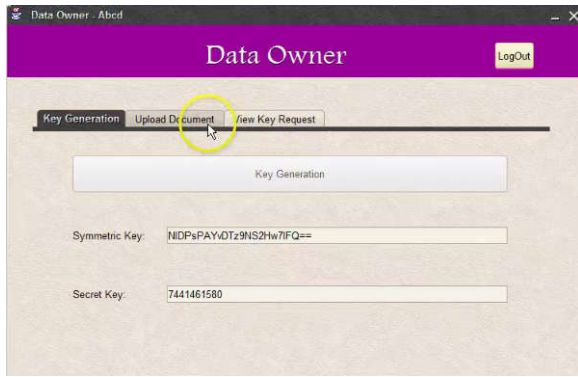 Data Owner - Abcd
Data Owner
LogOut
Key Generation Upload Document View Key Request
Key Generation
Symmetric Key: NIDPsPAYvDTz9NS2Hw7IFQ==
Secret Key: 7441461580